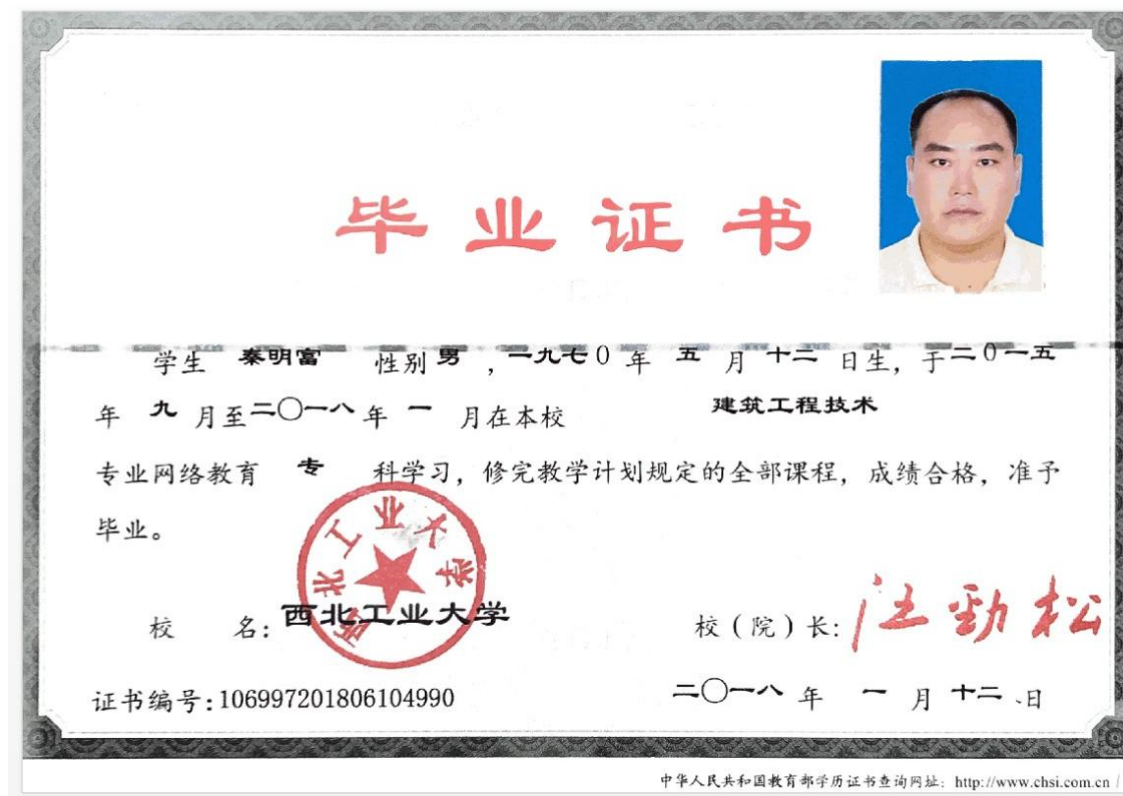 毕业证书
学生 秦明富 性别 男 ，一九七0 年 五 月 十二 日生，于二0一五
年 九 月至二〇一八 年 一 月在本校 建筑工程技术
专业网络教育 专 科学习，修完教学计划规定的全部课程，成绩合格，准予
毕业。
西北工业大学
校 名：西北工业大学 校（院）长：汪劲松
证书编号：106997201806104990 二〇一八 年 一 月 十二 日
中华人民共和国教育部学历证书查询网址：http://www.chsi.com.cn